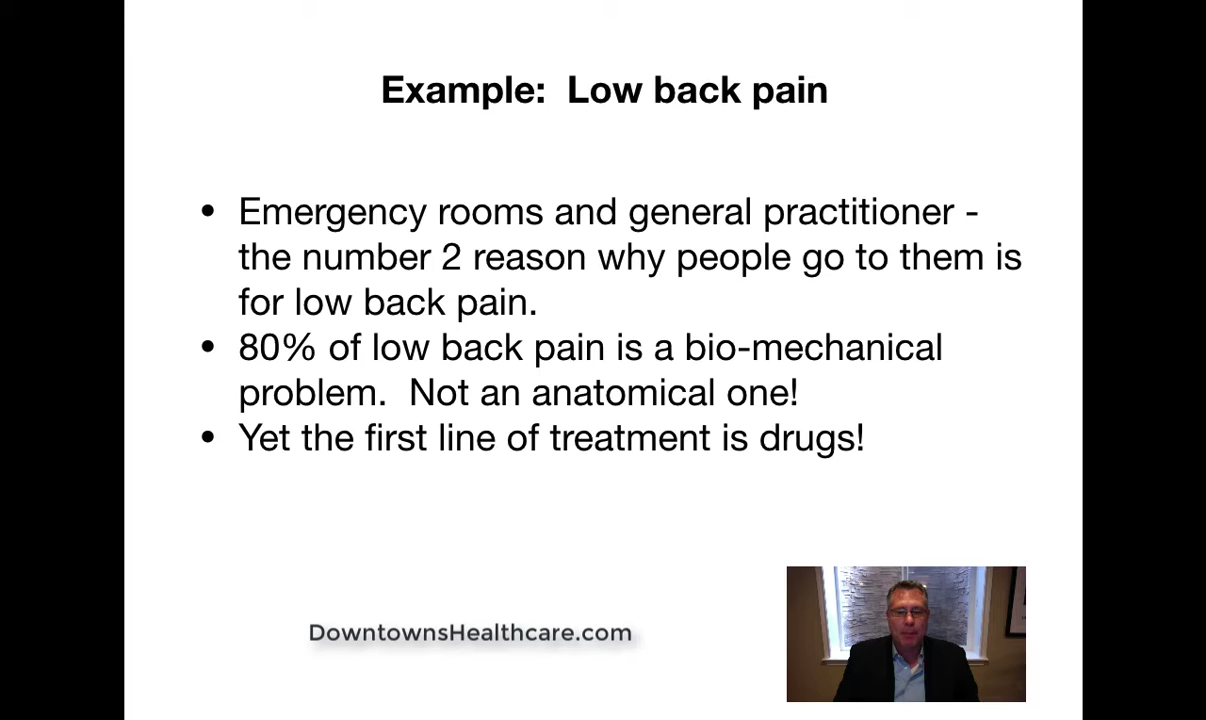 Example:  Low back pain
• Emergency rooms and general practitioner -
the number 2 reason why people go to them is
for low back pain.
• 80% of low back pain is a bio-mechanical
problem.  Not an anatomical one!
• Yet the first line of treatment is drugs!
DowntownsHealthcare.com